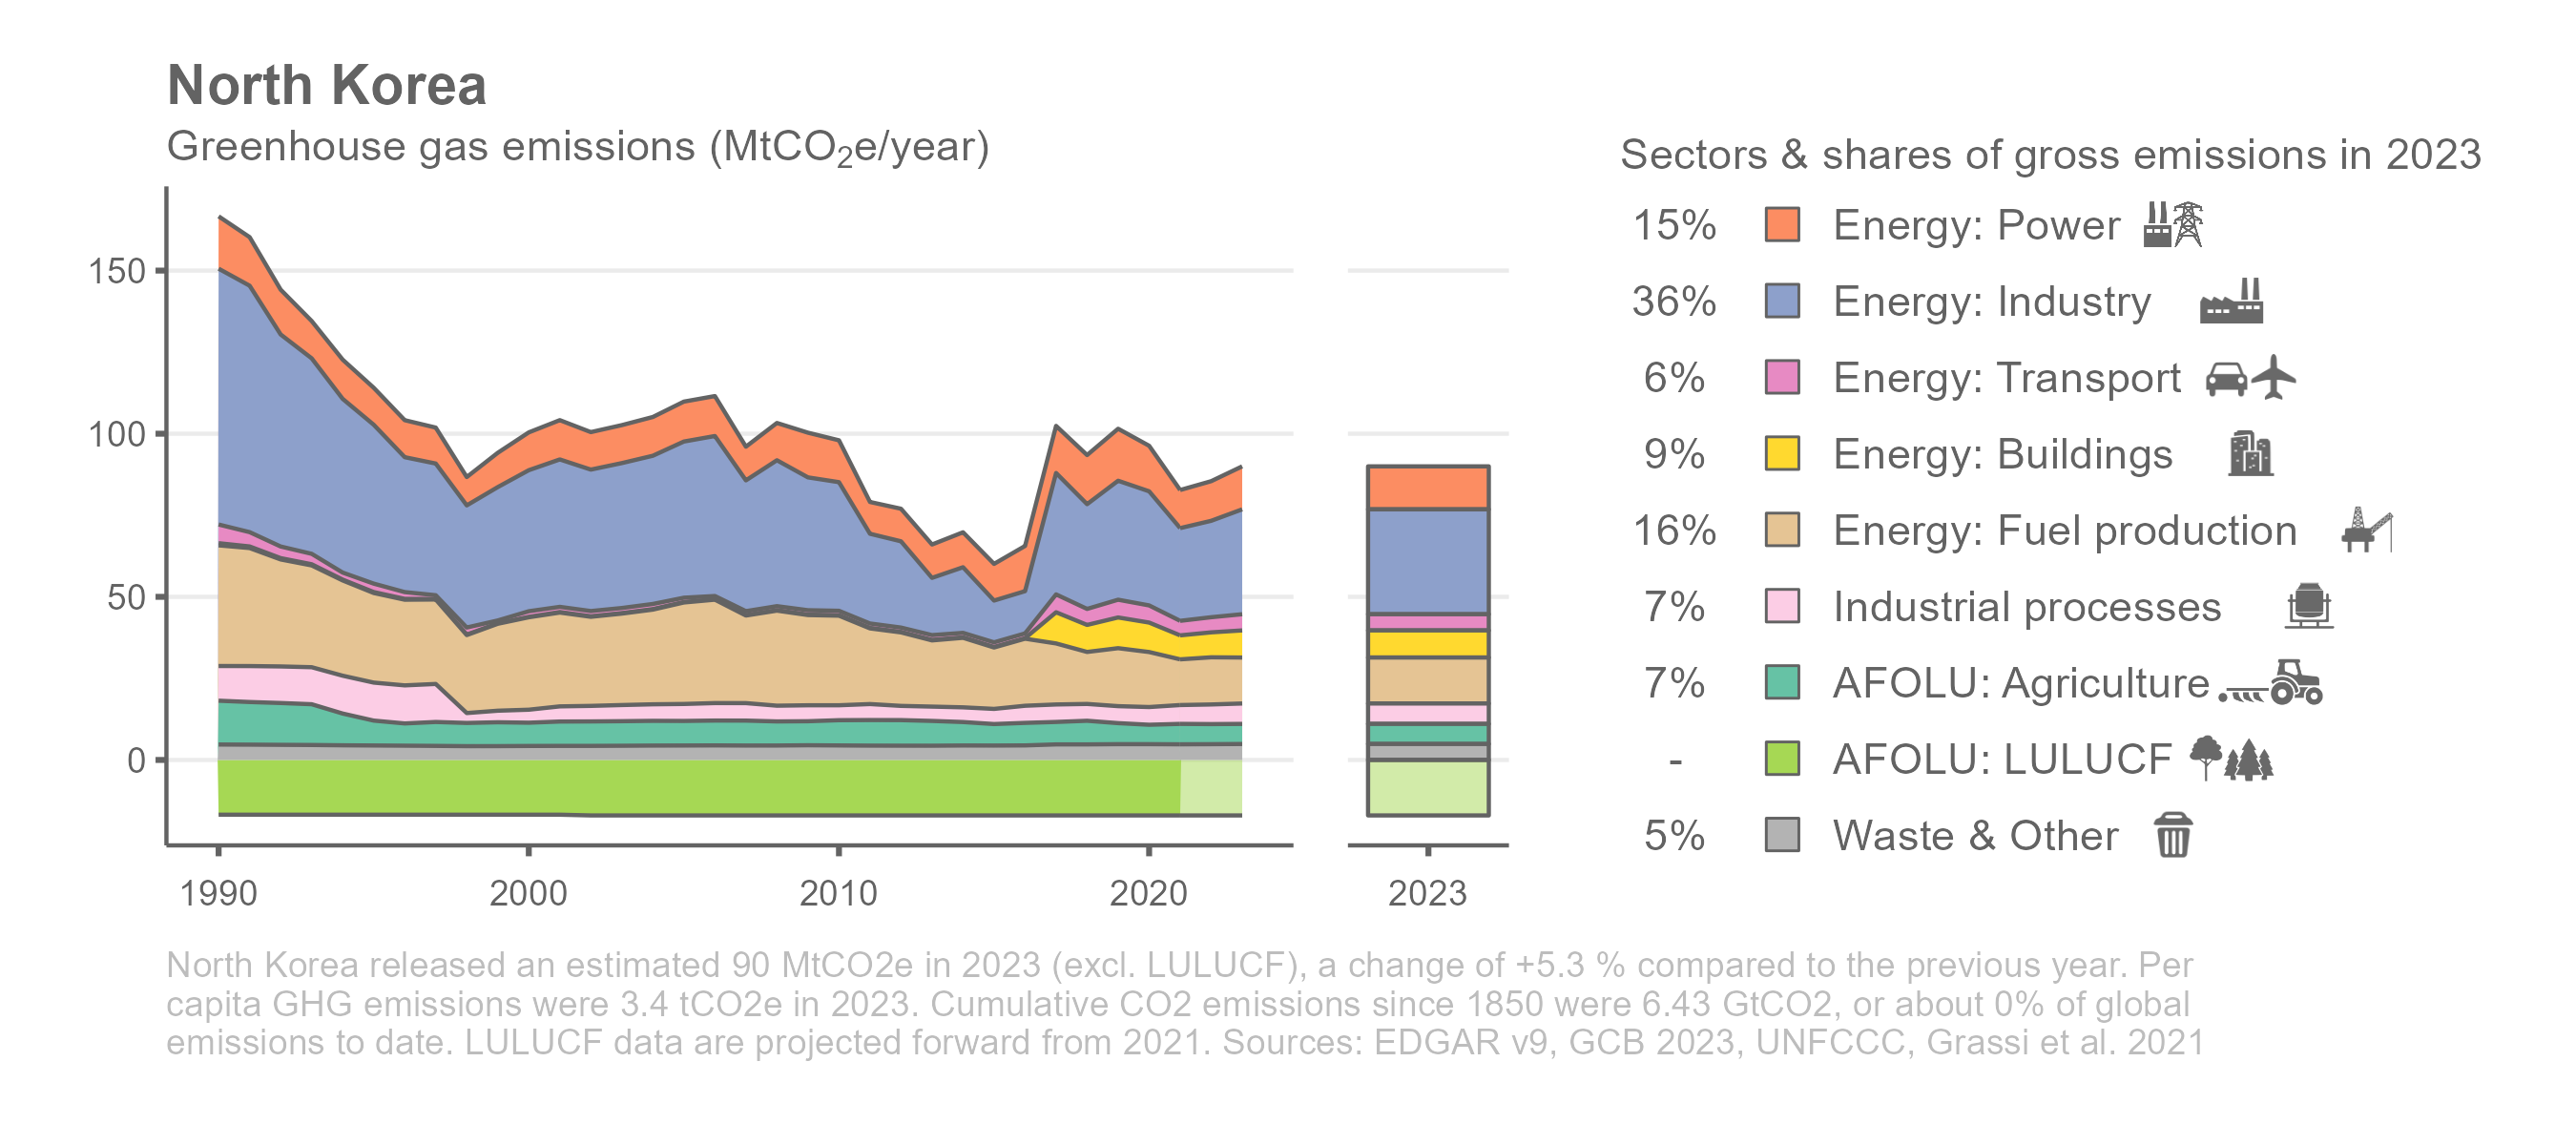 North Korea
Greenhouse gas emissions (MtCO₂e/year)
150
100
50
0
1990 2000 2010 2020 2023
Sectors & shares of gross emissions in 2023
15% Energy: Power
36% Energy: Industry
6% Energy: Transport
9% Energy: Buildings
16% Energy: Fuel production
7% Industrial processes
7% AFOLU: Agriculture
- AFOLU: LULUCF
5% Waste & Other
North Korea released an estimated 90 MtCO2e in 2023 (excl. LULUCF), a change of +5.3 % compared to the previous year. Per
capita GHG emissions were 3.4 tCO2e in 2023. Cumulative CO2 emissions since 1850 were 6.43 GtCO2, or about 0% of global
emissions to date. LULUCF data are projected forward from 2021. Sources: EDGAR v9, GCB 2023, UNFCCC, Grassi et al. 2021